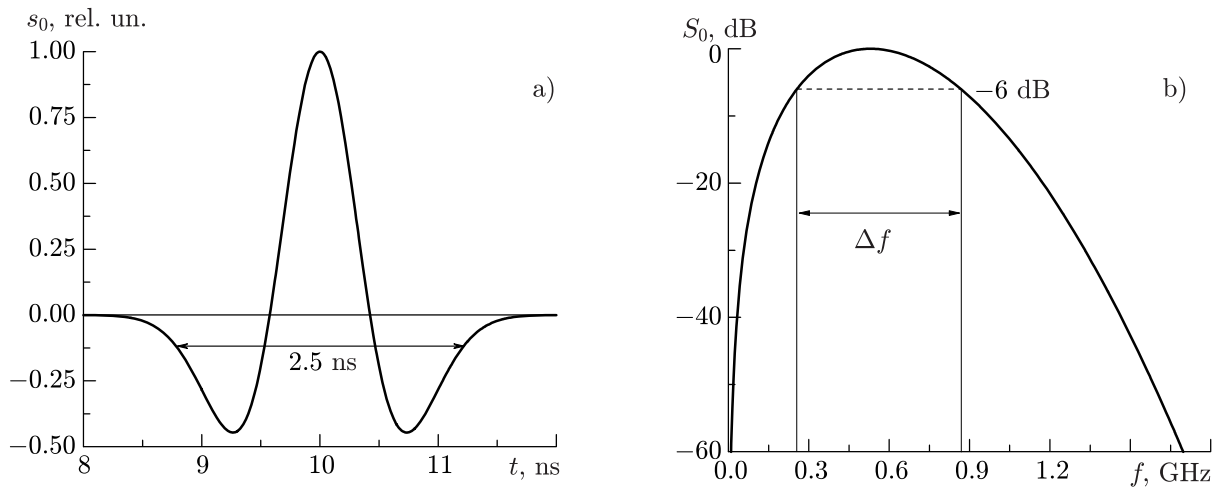 s₀, rel. un.
1.00
0.75
0.50
0.25
0.00
−0.25
−0.50
8
9
10
11
t, ns
a)
2.5 ns
S₀, dB
0
−20
−40
−60
0.0
0.3
0.6
0.9
1.2
f, GHz
b)
−6 dB
Δf